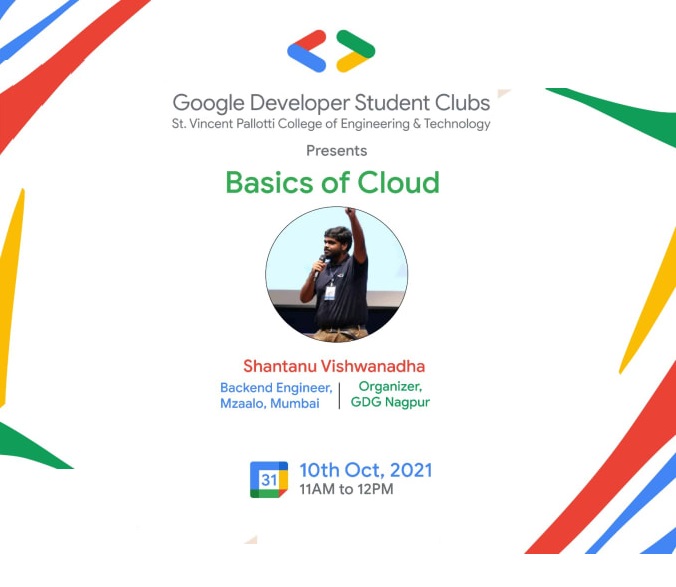 Google Developer Student Clubs
St. Vincent Pallotti College of Engineering & Technology
Presents
Basics of Cloud
Shantanu Vishwanadha
Backend Engineer,
Mzaalo, Mumbai
Organizer,
GDG Nagpur
31
10th Oct, 2021
11AM to 12PM